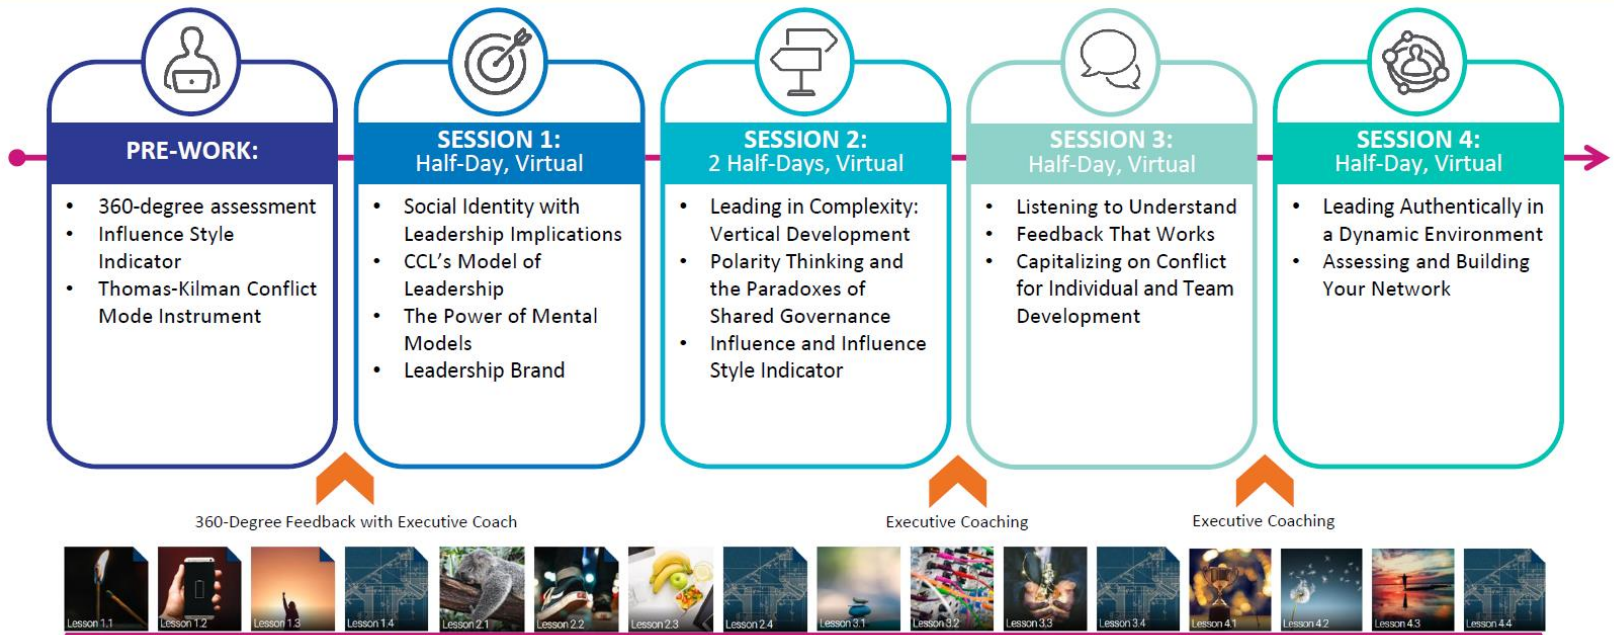 PRE-WORK:
• 360-degree assessment
• Influence Style
Indicator
• Thomas-Kilman Conflict
Mode Instrument
SESSION 1:
Half-Day, Virtual
• Social Identity with
Leadership Implications
• CCL’s Model of
Leadership
• The Power of Mental
Models
• Leadership Brand
SESSION 2:
2 Half-Days, Virtual
• Leading in Complexity:
Vertical Development
• Polarity Thinking and
the Paradoxes of
Shared Governance
• Influence and Influence
Style Indicator
SESSION 3:
Half-Day, Virtual
• Listening to Understand
• Feedback That Works
• Capitalizing on Conflict
for Individual and Team
Development
SESSION 4:
Half-Day, Virtual
• Leading Authentically in
a Dynamic Environment
• Assessing and Building
Your Network
360-Degree Feedback with Executive Coach
Executive Coaching
Executive Coaching
Lesson 1.1
Lesson 1.2
Lesson 1.3
Lesson 1.4
Lesson 2.1
Lesson 2.2
Lesson 2.3
Lesson 2.4
Lesson 3.1
Lesson 3.2
Lesson 3.3
Lesson 3.4
Lesson 4.1
Lesson 4.2
Lesson 4.3
Lesson 4.4